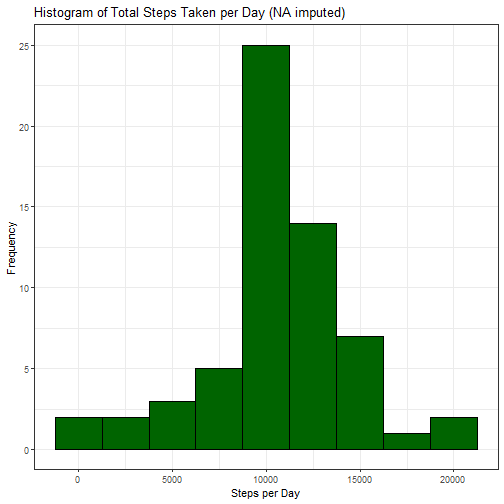 Histogram of Total Steps Taken per Day (NA imputed)
25
20
15
10
5
0
Frequency
0 5000 10000 15000 20000
Steps per Day